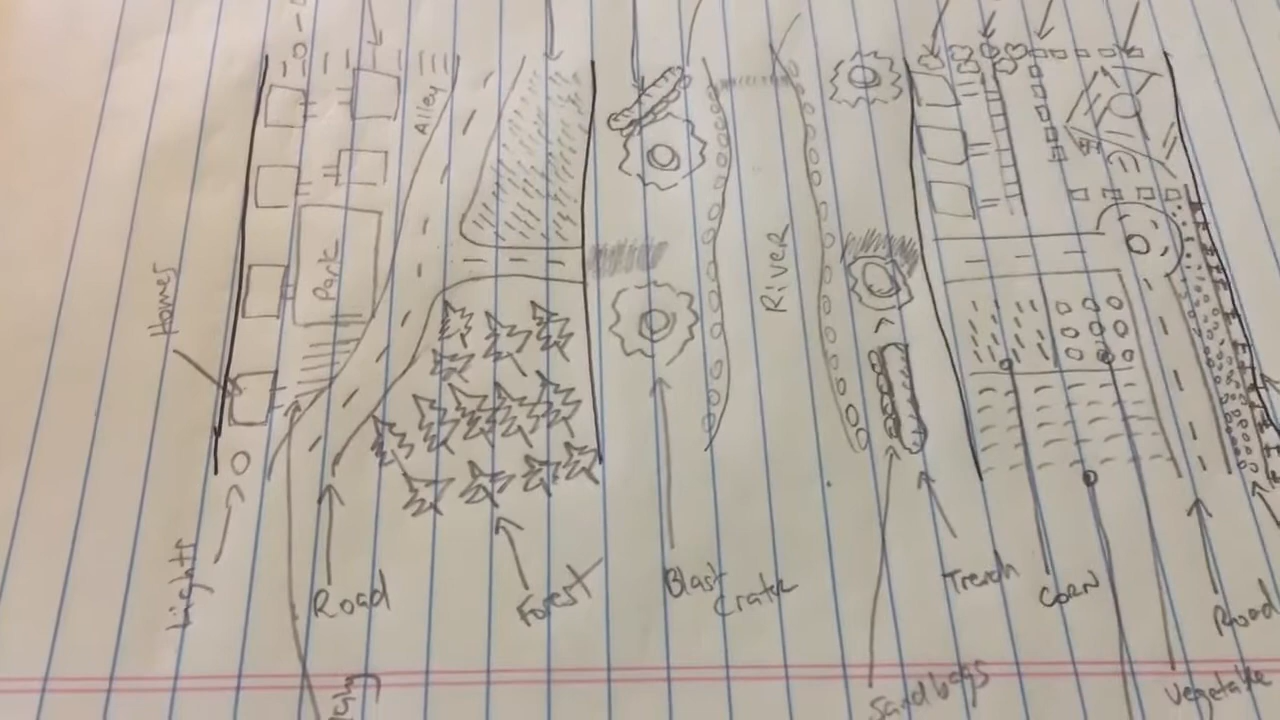 Alley
Park
River
Homes
Lights
Road
Forest
Blast
Crater
Trench
Corn
Road
Sandbags
Vegetable